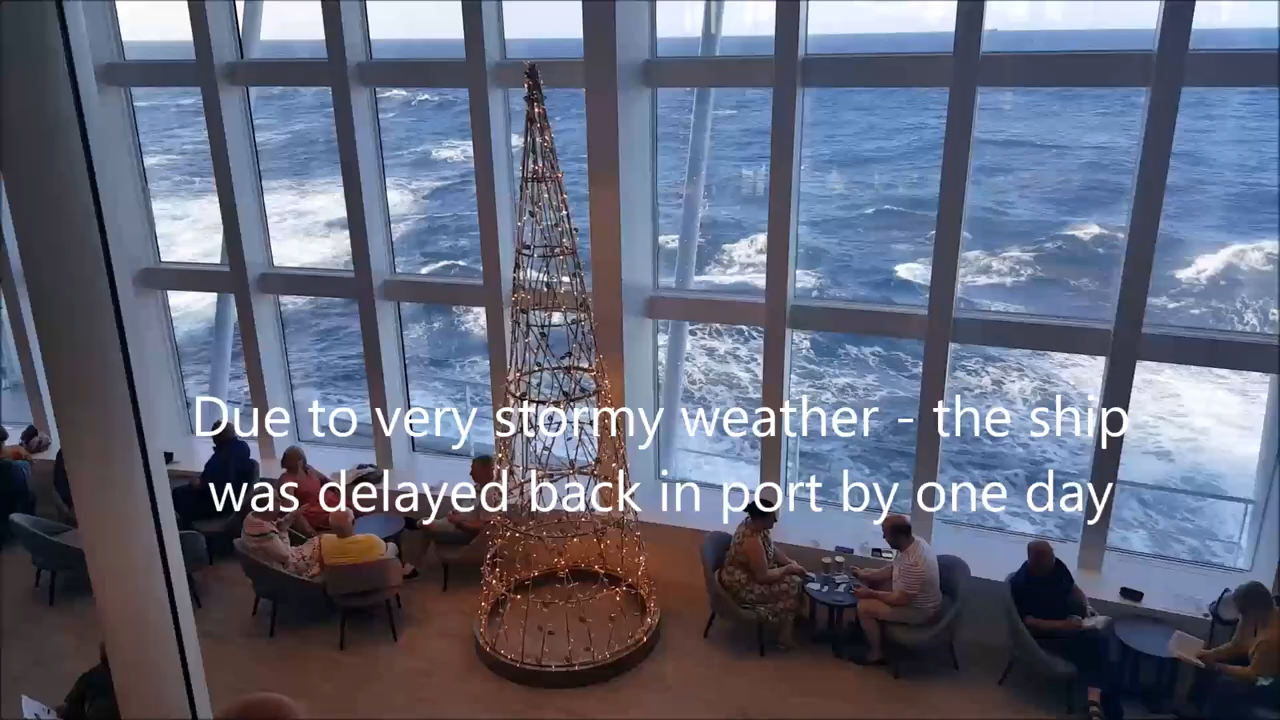 Due to very stormy weather - the ship
was delayed back in port by one day